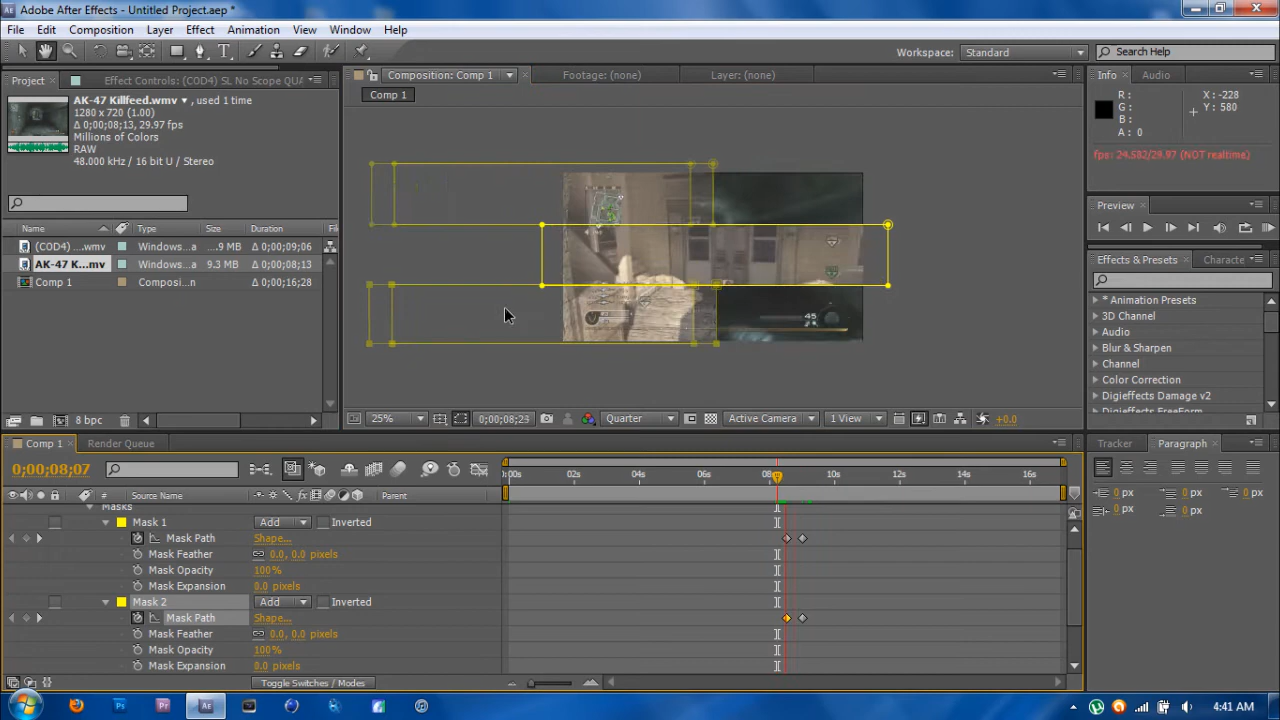 Adobe After Effects - Untitled Project.aep *
File Edit Composition Layer Effect Animation View Window Help
Workspace: Standard Search Help
Project Effect Controls: (COD4) SL No Scope QUA
Composition: Comp 1 Footage: (none) Layer: (none)
Info Audio
Comp 1
AK-47 Killfeed.wmv ▾ , used 1 time
1280 x 720 (1.00)
Δ 0;00;08;13, 29.97 fps
Millions of Colors
RAW
48.000 kHz / 16 bit U / Stereo
R : X : -228
G : Y : 580
B :
A : 0
fps: 24.582/29.97 (NOT realtime)
Preview
Name Type Size Duration
(COD4) ....wmv Windows...a ....9 MB Δ 0;00;09;06
AK-47 K...mv Windows...a 9.3 MB Δ 0;00;08;13
Comp 1 Composi...n Δ 0;00;16;28
Effects & Presets Characte
* Animation Presets
3D Channel
Audio
Blur & Sharpen
Channel
Color Correction
Digieffects Damage v2
Digieffects FreeForm
45
8 bpc
25% 0;00;08;23 Quarter Active Camera 1 View +0.0
Comp 1 Render Queue
Tracker Paragraph
0;00;08;07
:00s 02s 04s 06s 08s 10s 12s 14s 16s
# Source Name Parent
Masks
Mask 1 Add Inverted
Mask Path Shape...
Mask Feather 0.0, 0.0 pixels
Mask Opacity 100%
Mask Expansion 0.0 pixels
Mask 2 Add Inverted
Mask Path Shape...
Mask Feather 0.0, 0.0 pixels
Mask Opacity 100%
Mask Expansion 0.0 pixels
0 px 0 px 0 px
0 px 0 px
Toggle Switches / Modes
4:41 AM